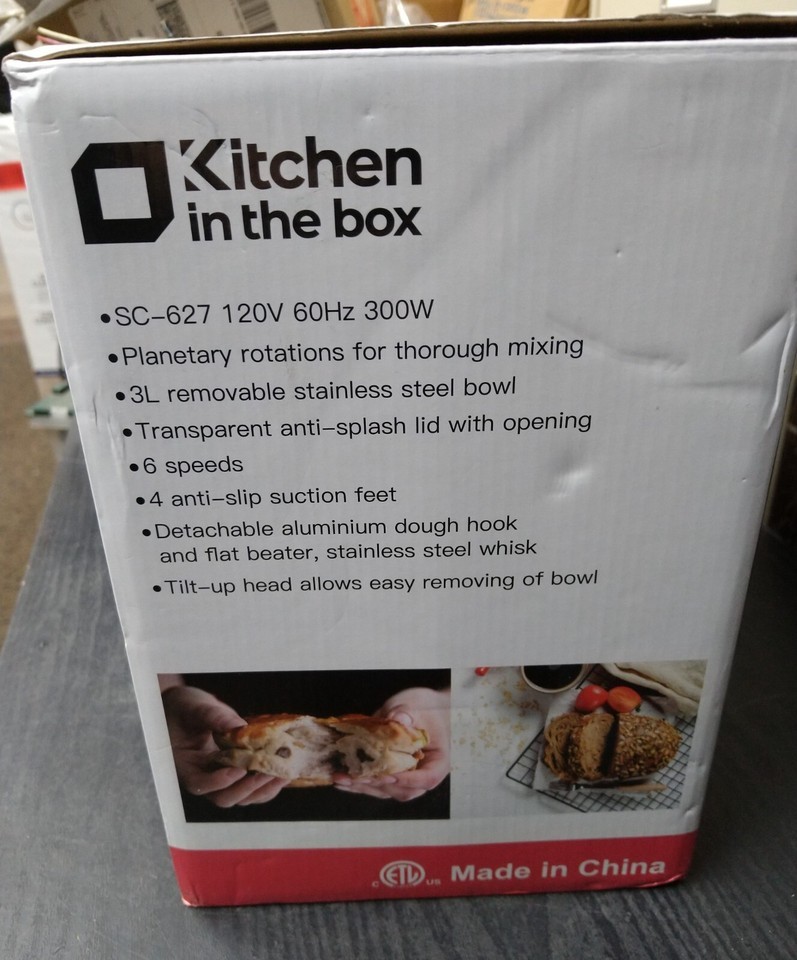 Kitchen
in the box
•SC-627 120V 60Hz 300W
•Planetary rotations for thorough mixing
•3L removable stainless steel bowl
•Transparent anti-splash lid with opening
•6 speeds
•4 anti-slip suction feet
•Detachable aluminium dough hook
and flat beater, stainless steel whisk
•Tilt-up head allows easy removing of bowl
C ETL US Made in China